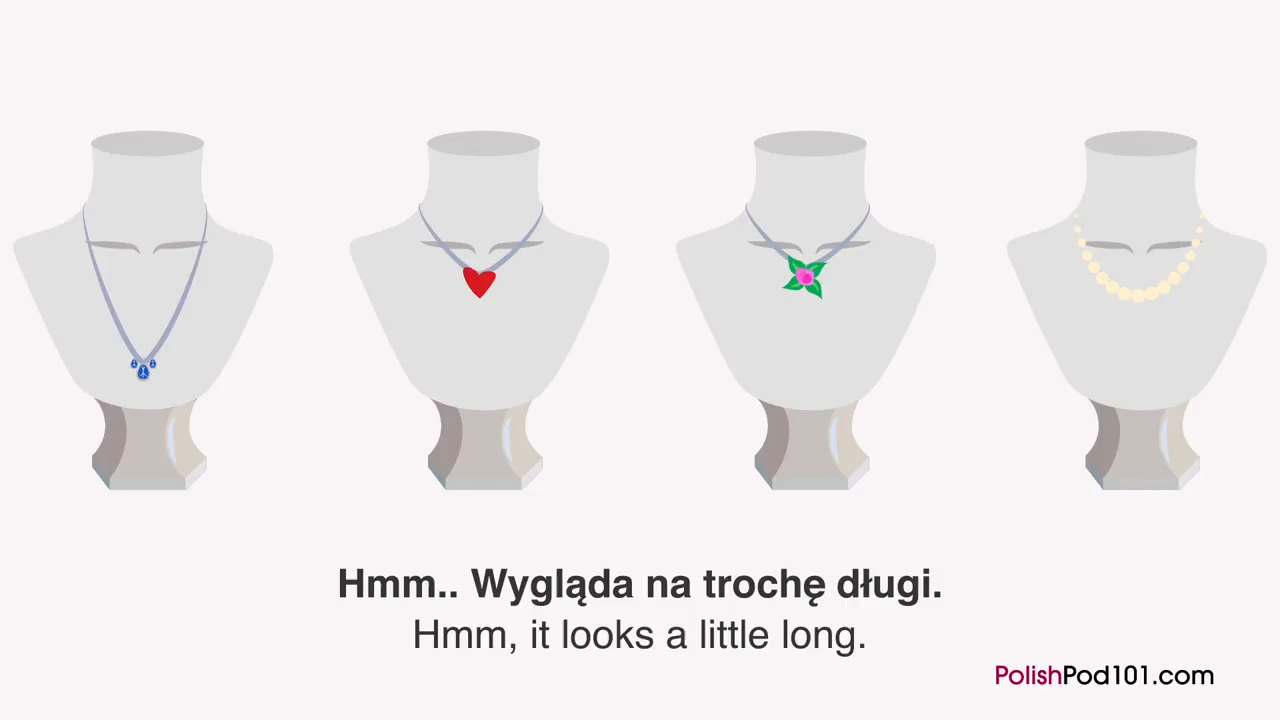 Hmm.. Wygląda na trochę długi.
Hmm, it looks a little long.
PolishPod101.com